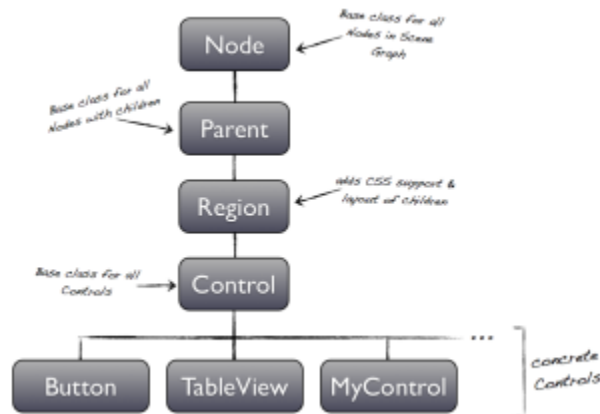 Base class for all
Nodes in Scene
Graph
Node
Base class for all
Nodes with children
Parent
Region
adds CSS support &
layout of children
Base class for all
Controls
Control
...
Button
TableView
MyControl
concrete
Controls